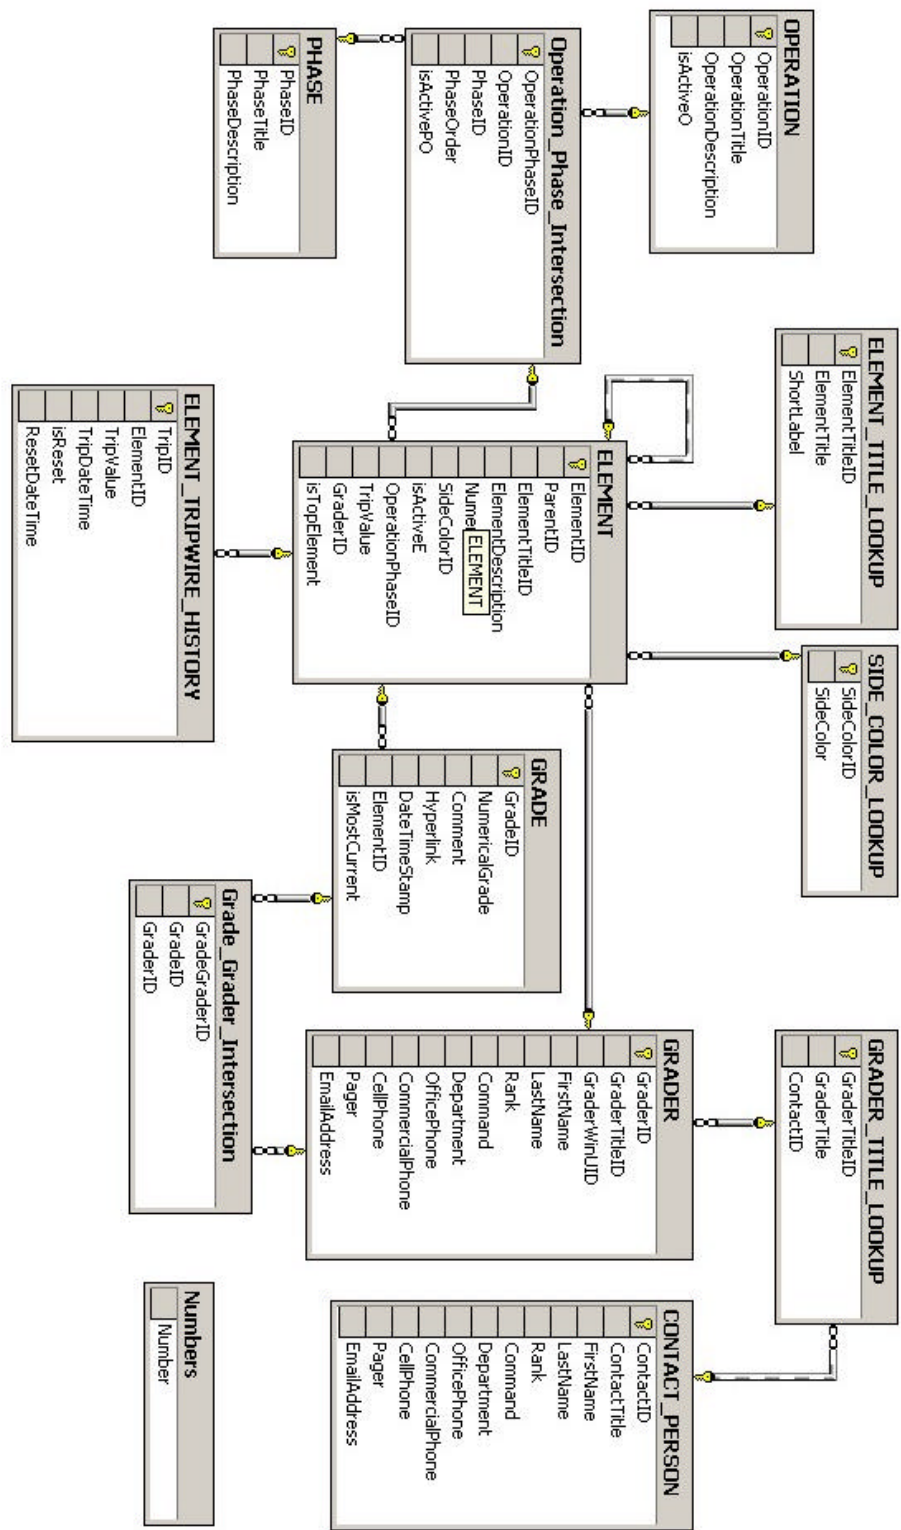 OPERATION
OperationID
OperationTitle
OperationDescription
isActiveO
Operation_Phase_Intersection
OperationPhaseID
OperationID
PhaseID
PhaseOrder
isActivePO
PHASE
PhaseID
PhaseTitle
PhaseDescription
ELEMENT_TITLE_LOOKUP
ElementTitleID
ElementTitle
ShortLabel
ELEMENT
ElementID
ParentID
ElementTitleID
ElementDescription
ELEMENT
SideColorID
isActiveE
OperationPhaseID
TripValue
GraderID
isTopElement
ELEMENT_TRIPWIRE_HISTORY
TripID
ElementID
TripValue
TripDateTime
isReset
ResetDateTime
SIDE_COLOR_LOOKUP
SideColorID
SideColor
GRADE
GradeID
NumericalGrade
Comment
Hyperlink
DateTimeStamp
ElementID
isMostCurrent
Grade_Grader_Intersection
GradeGraderID
GradeID
GraderID
GRADER_TITLE_LOOKUP
GraderTitleID
GraderTitle
ContactID
GRADER
GraderID
GraderTitleID
GraderWinUID
FirstName
LastName
Rank
Command
Department
OfficePhone
CommercialPhone
CellPhone
Pager
EmailAddress
CONTACT_PERSON
ContactID
ContactTitle
FirstName
LastName
Rank
Command
Department
OfficePhone
CommercialPhone
CellPhone
Pager
EmailAddress
Numbers
Number